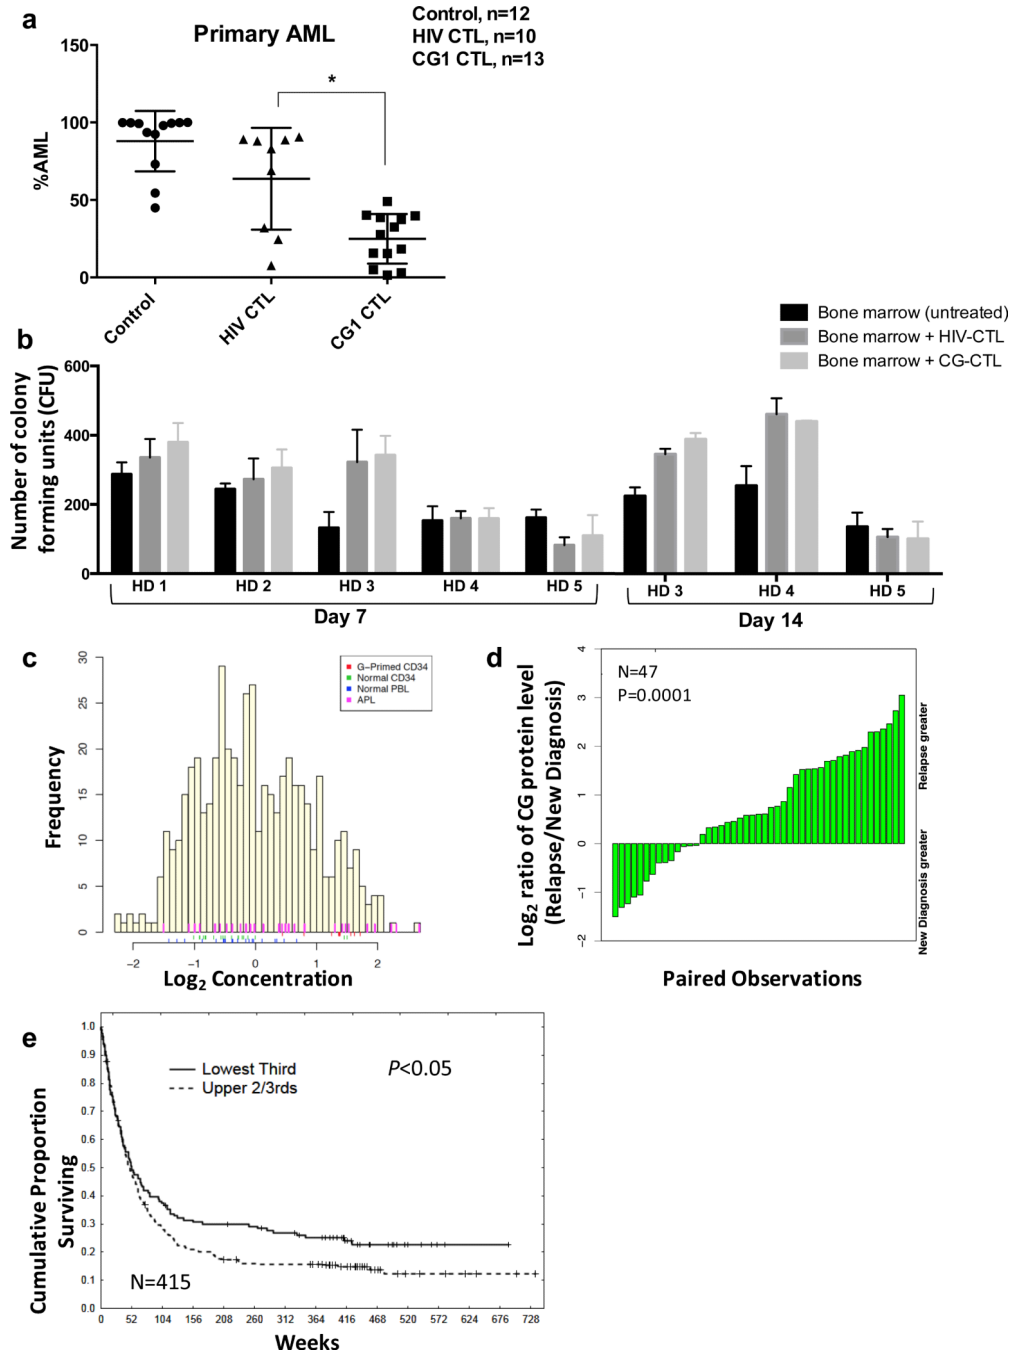 a
Primary AML
Control, n=12
HIV CTL, n=10
CG1 CTL, n=13
150
100
50
0
%AML
*
Control
HIV CTL
CG1 CTL
Bone marrow (untreated)
Bone marrow + HIV-CTL
Bone marrow + CG-CTL
b
600
400
200
0
Number of colony
forming units (CFU)
HD 1
HD 2
HD 3
HD 4
HD 5
HD 3
HD 4
HD 5
Day 7
Day 14
c
30
25
20
15
10
5
0
Frequency
G-Primed CD34
Normal CD34
Normal PBL
APL
-2
-1
0
1
2
Log2 Concentration
d
Log2 ratio of CG protein level
(Relapse/New Diagnosis)
4
3
2
1
0
-1
-2
N=47
P=0.0001
Relapse greater
New Diagnosis greater
Paired Observations
e
Cumulative Proportion
Surviving
1.0
0.9
0.8
0.7
0.6
0.5
0.4
0.3
0.2
0.1
0.0
Lowest Third
Upper 2/3rds
P<0.05
N=415
0 52 104 156 208 260 312 364 416 468 520 572 624 676 728
Weeks